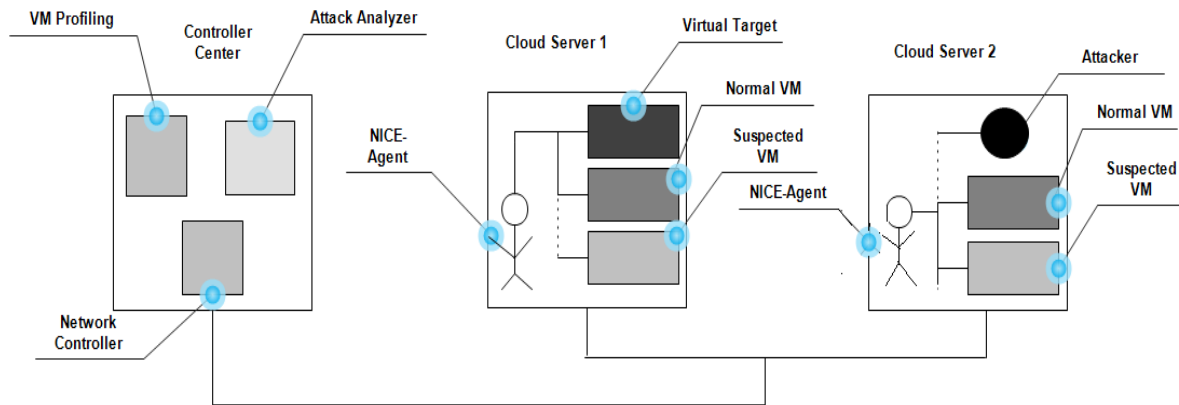 VM Profiling
Controller
Center
Attack Analyzer
Network
Controller
Cloud Server 1
Virtual Target
Normal VM
Suspected
VM
NICE-
Agent
Cloud Server 2
Attacker
Normal VM
Suspected
VM
NICE-Agent